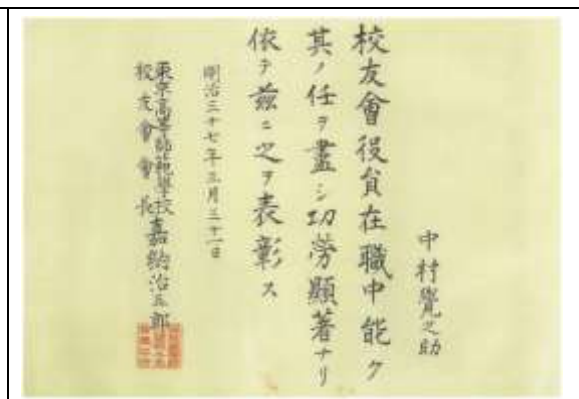 中村覺之助
校友會役員在職中能ク
其ノ任ヲ盡シ功勞顯著ナリ
依テ玆ニ之ヲ表彰ス
明治三十七年三月三十一日
東京高等師範學校
校友會會長嘉納治五郎